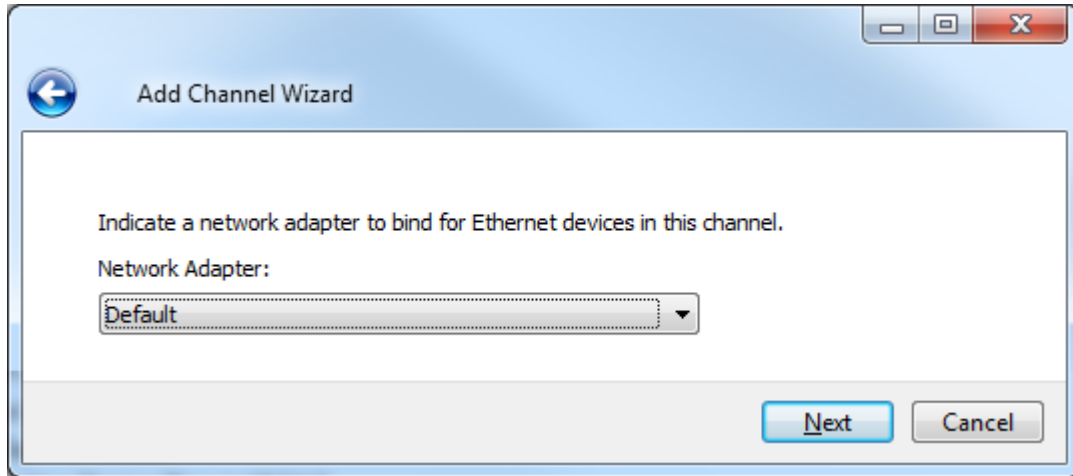 Add Channel Wizard
Indicate a network adapter to bind for Ethernet devices in this channel.
Network Adapter:
Default
Next Cancel